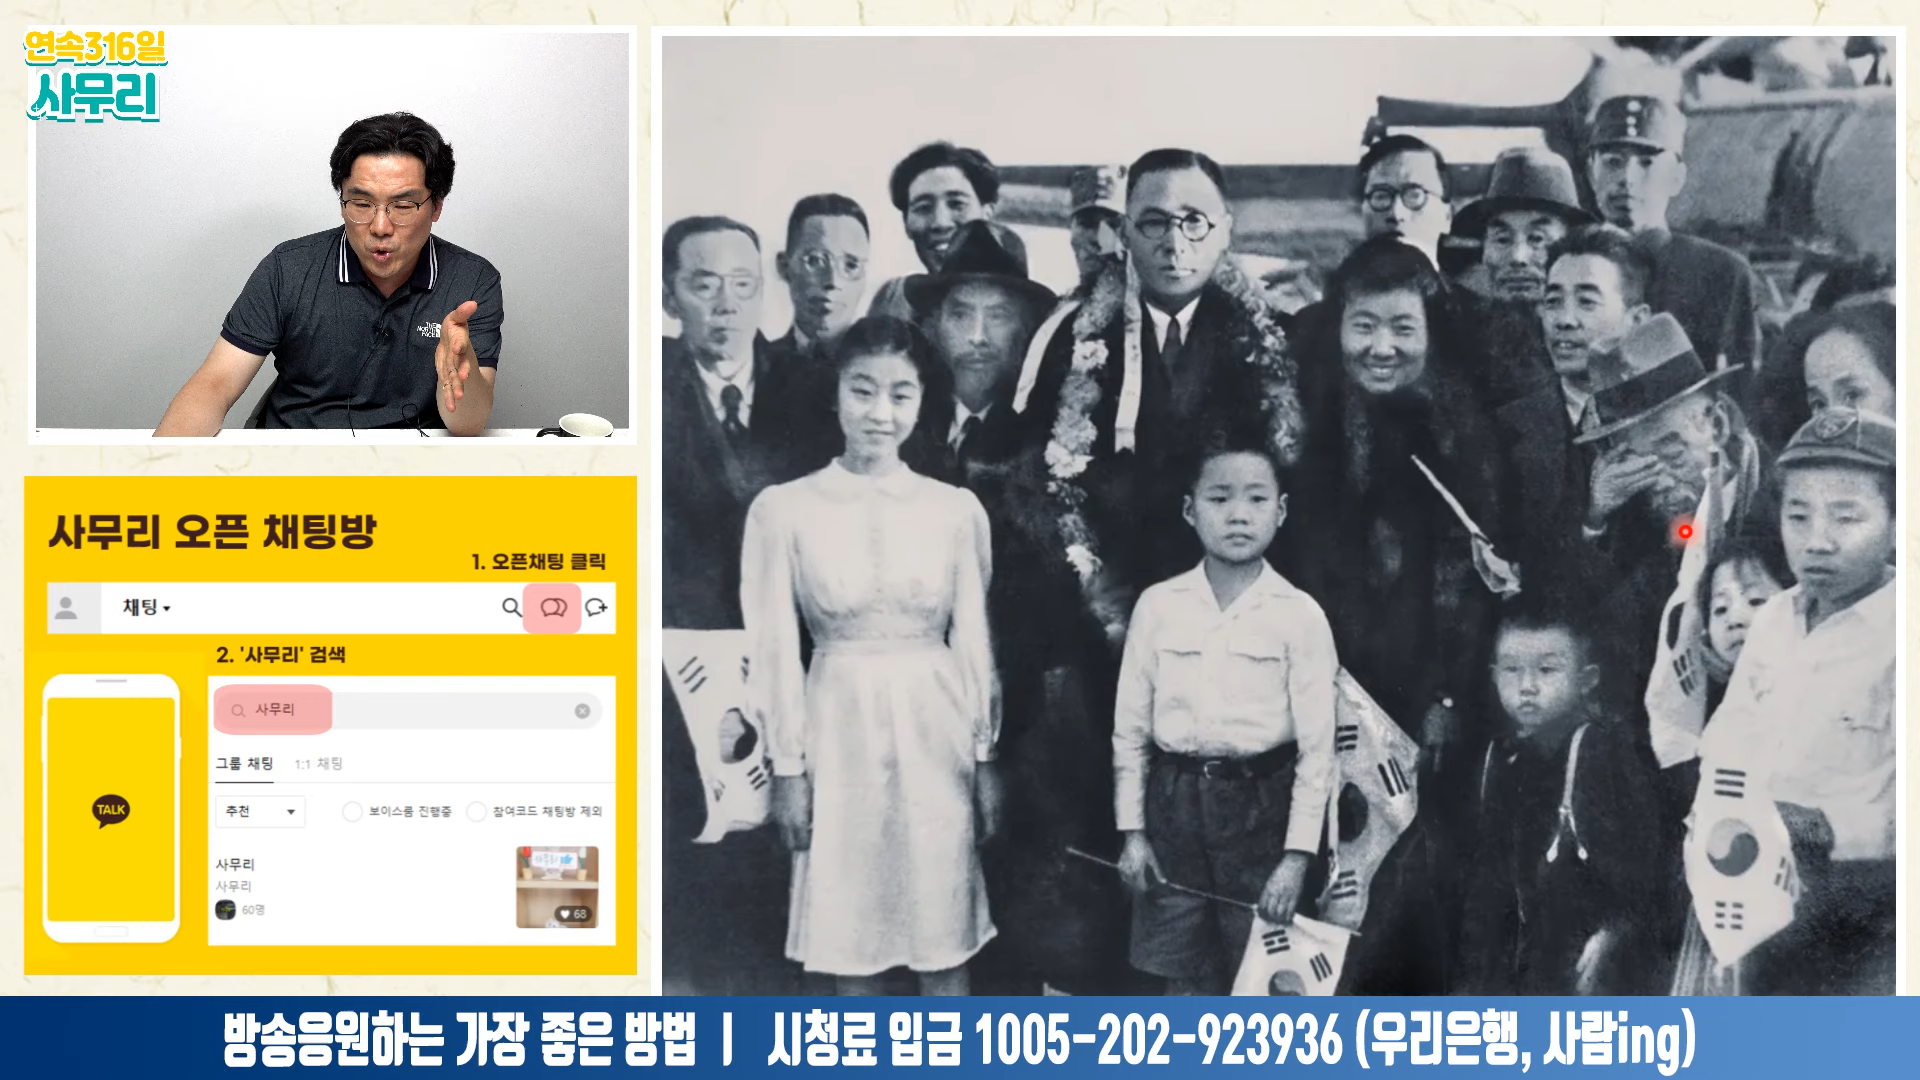 연속316일
사무리
THE
NORTH
FACE
사무리 오픈 채팅방
1. 오픈채팅 클릭
채팅
2. '사무리' 검색
사무리
그룹 채팅 1:1 채팅
추천 보이스룸 진행중 참여코드 채팅방 제외
TALK
사무리
사무리
60명
68
방송응원하는 가장 좋은 방법 | 시청료 입금 1005-202-923936 (우리은행, 사람ing)